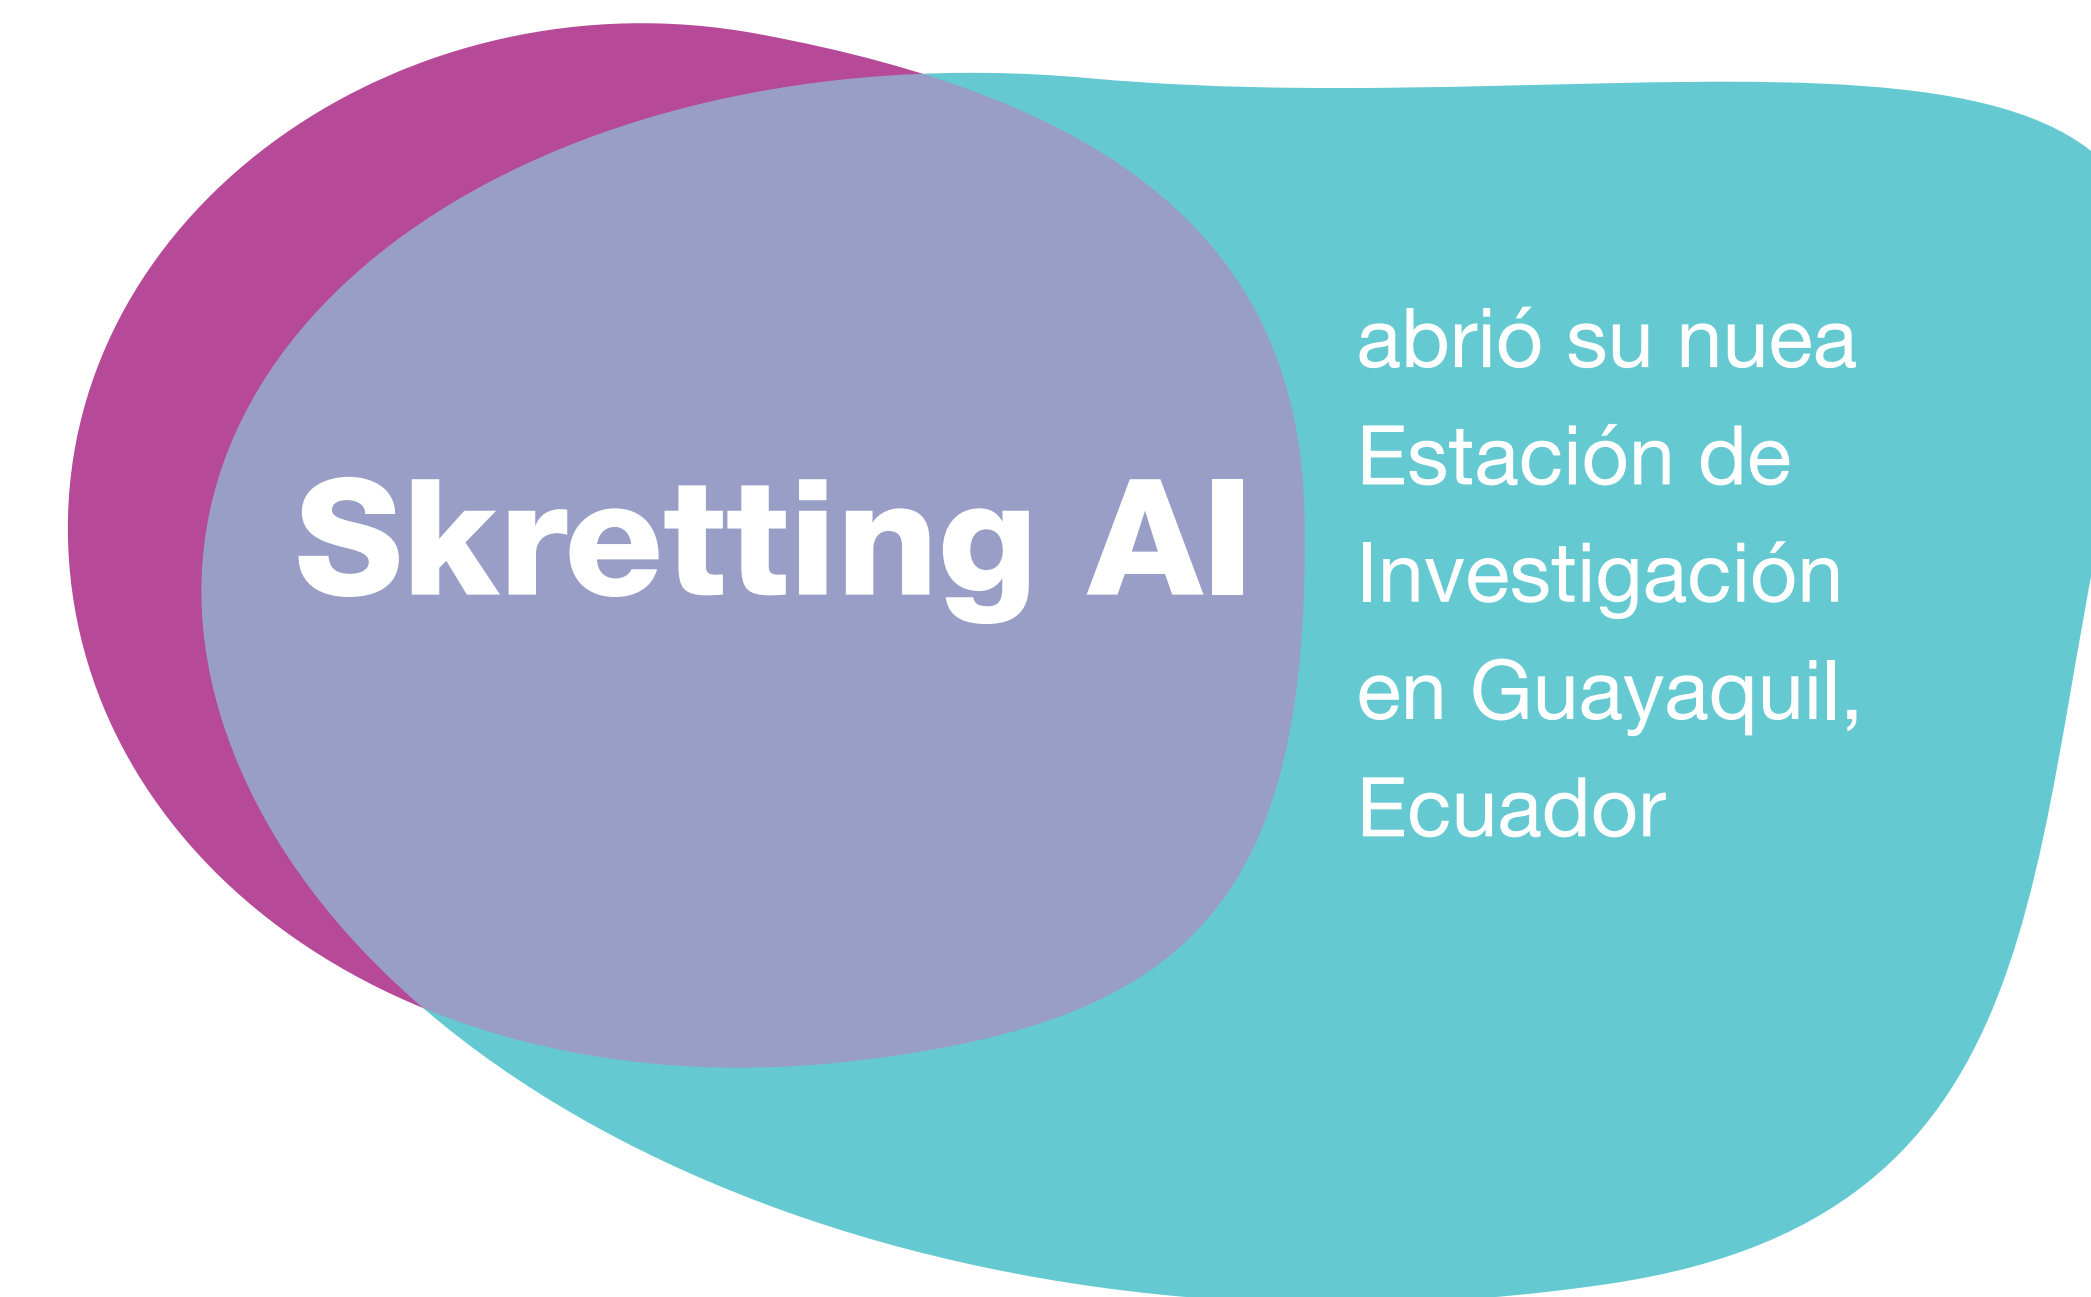 Skretting AI
abrió su nuea
Estación de
Investigación
en Guayaquil,
Ecuador